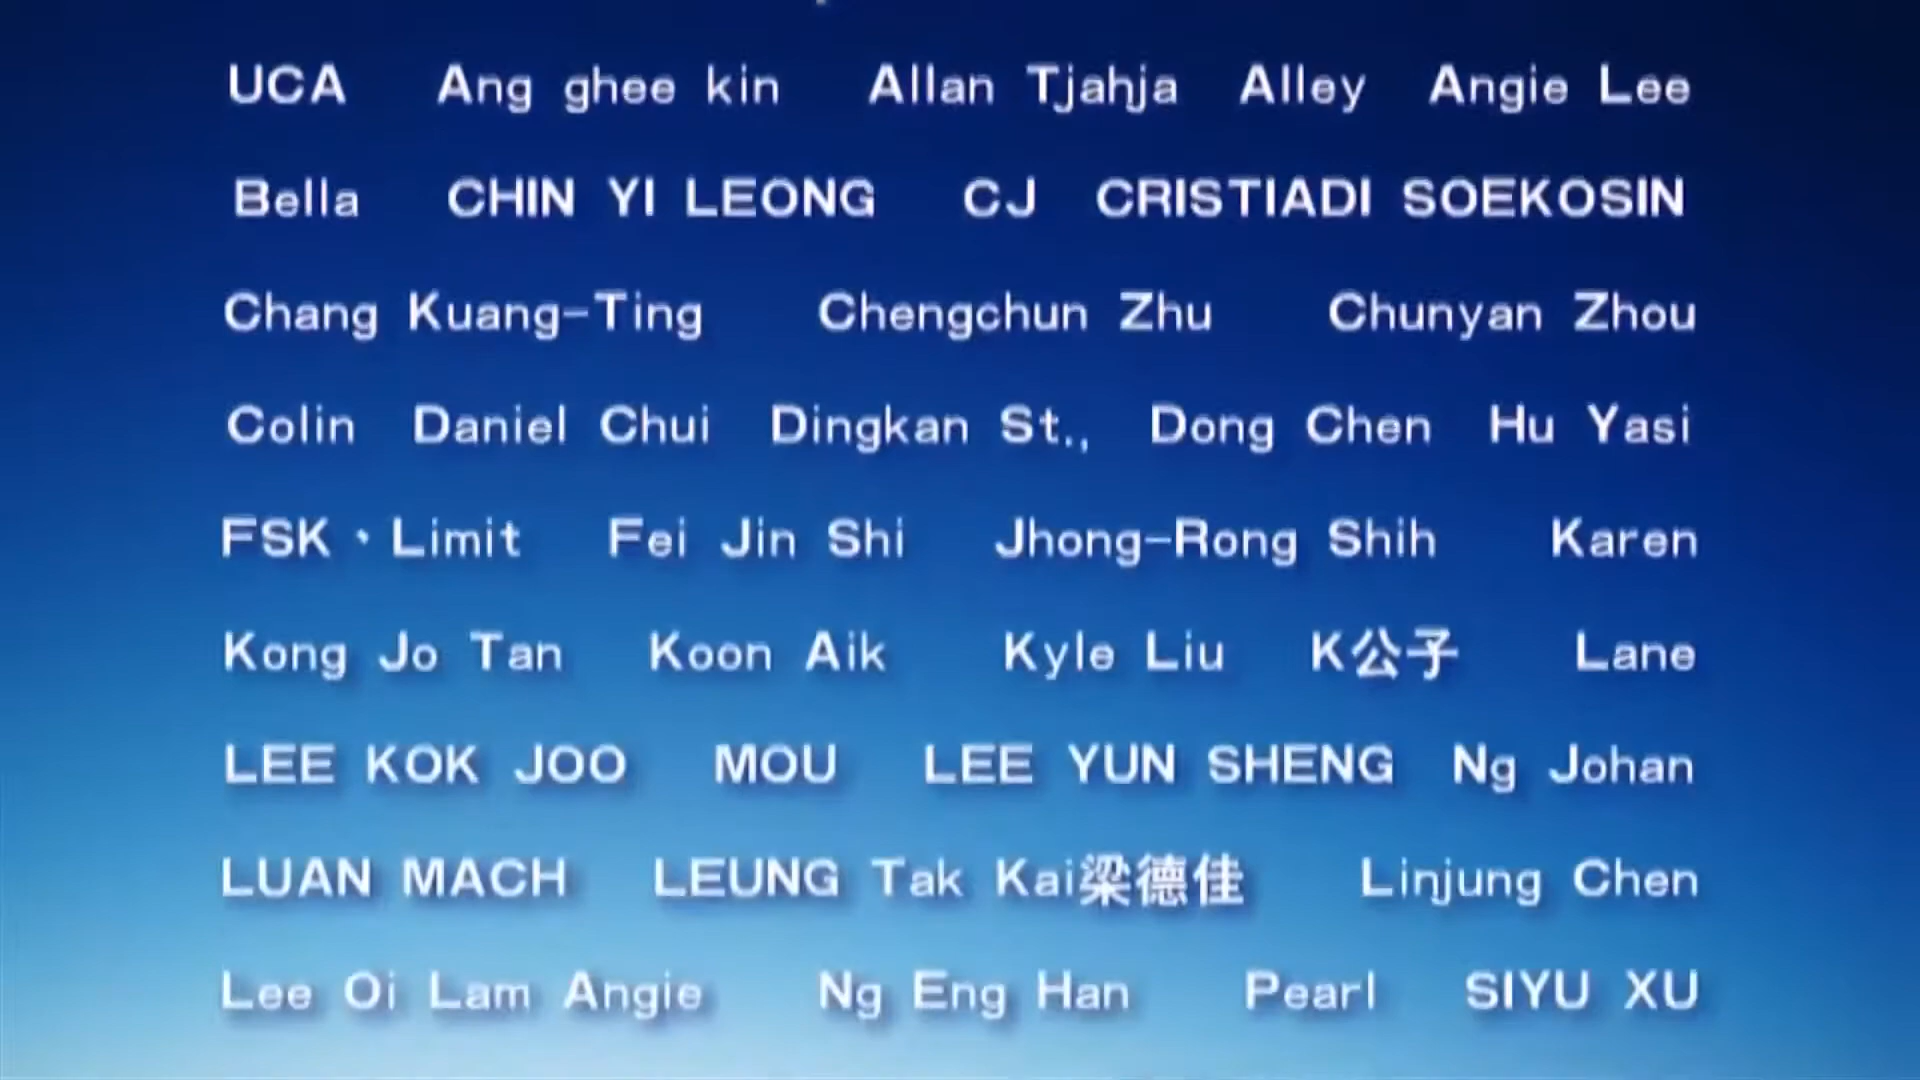 UCA Ang ghee kin Allan Tjahja Alley Angie Lee
Bella CHIN YI LEONG CJ CRISTIADI SOEKOSIN
Chang Kuang-Ting Chengchun Zhu Chunyan Zhou
Colin Daniel Chui Dingkan St., Dong Chen Hu Yasi
FSK、Limit Fei Jin Shi Jhong-Rong Shih Karen
Kong Jo Tan Koon Aik Kyle Liu K公子 Lane
LEE KOK JOO MOU LEE YUN SHENG Ng Johan
LUAN MACH LEUNG Tak Kai梁德佳 Linjung Chen
Lee Oi Lam Angie Ng Eng Han Pearl SIYU XU